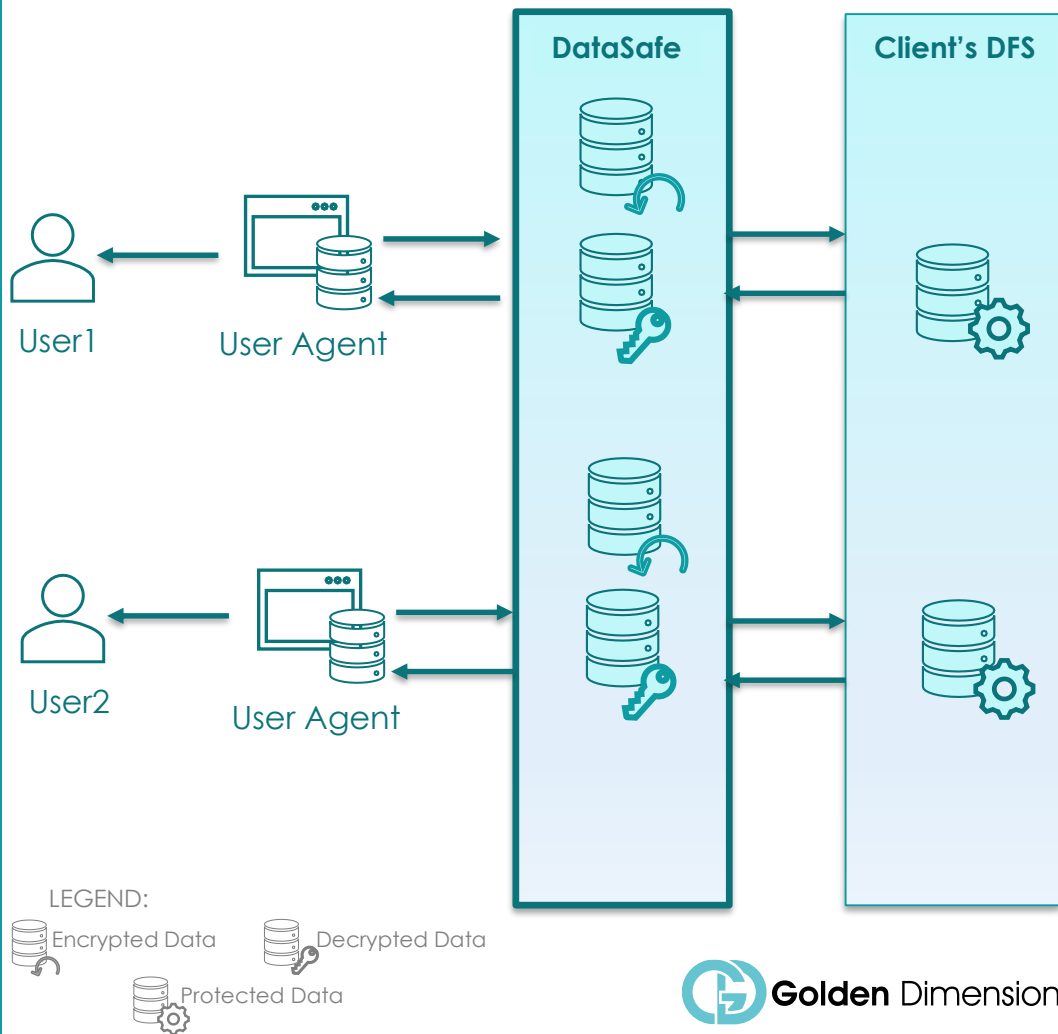 DataSafe
Client's DFS
User1
User Agent
User2
User Agent
LEGEND:
Encrypted Data
Decrypted Data
Protected Data
Golden Dimension